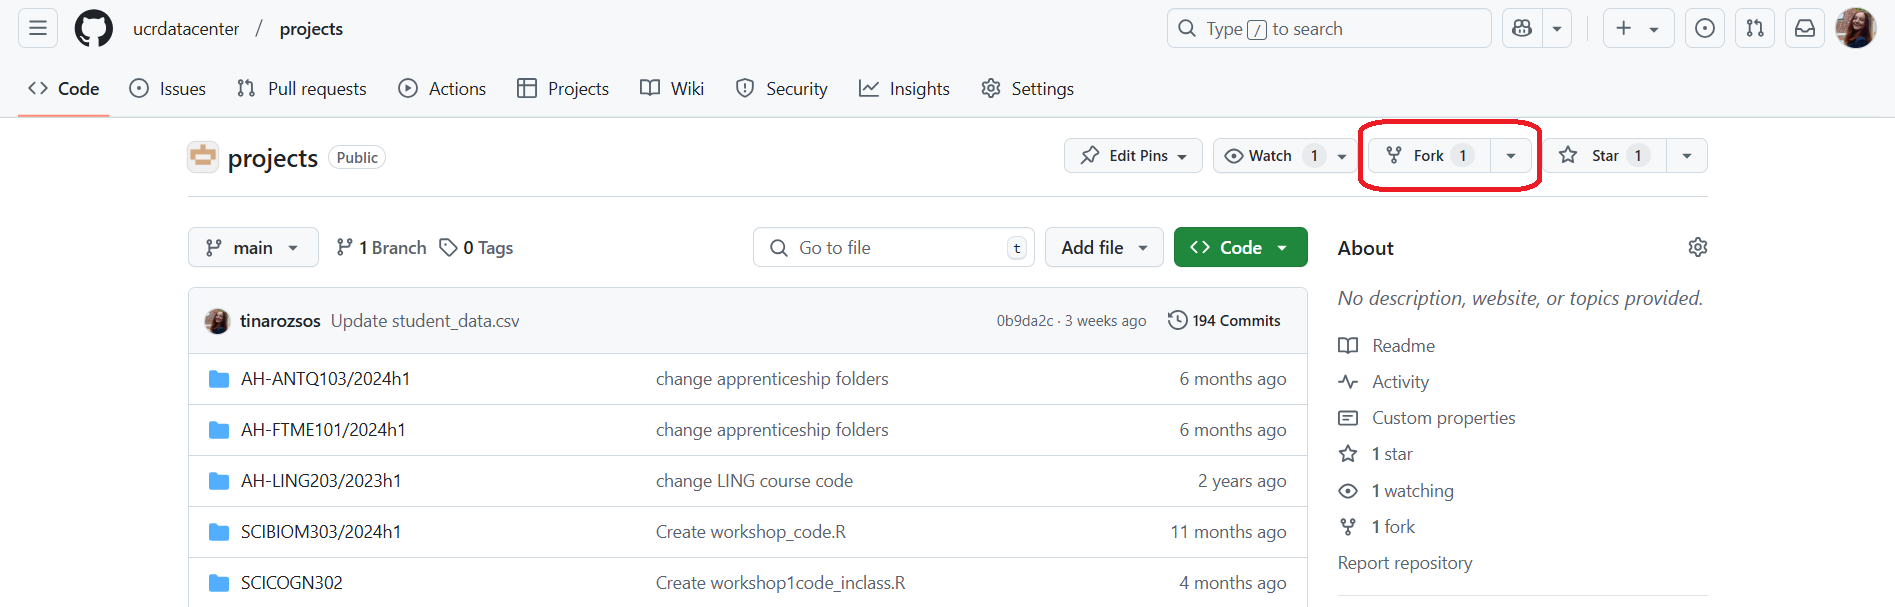 ucrdatacenter / projects
Type / to search
Code Issues Pull requests Actions Projects Wiki Security Insights Settings
projects Public
Edit Pins Watch 1 Fork 1 Star 1
main 1 Branch 0 Tags
Go to file t Add file Code
tinarozsos Update student_data.csv 0b9da2c · 3 weeks ago 194 Commits
AH-ANTQ103/2024h1 change apprenticeship folders 6 months ago
AH-FTME101/2024h1 change apprenticeship folders 6 months ago
AH-LING203/2023h1 change LING course code 2 years ago
SCIBIOM303/2024h1 Create workshop_code.R 11 months ago
SCICOGN302 Create workshop1code_inclass.R 4 months ago
About
No description, website, or topics provided.
Readme
Activity
Custom properties
1 star
1 watching
1 fork
Report repository